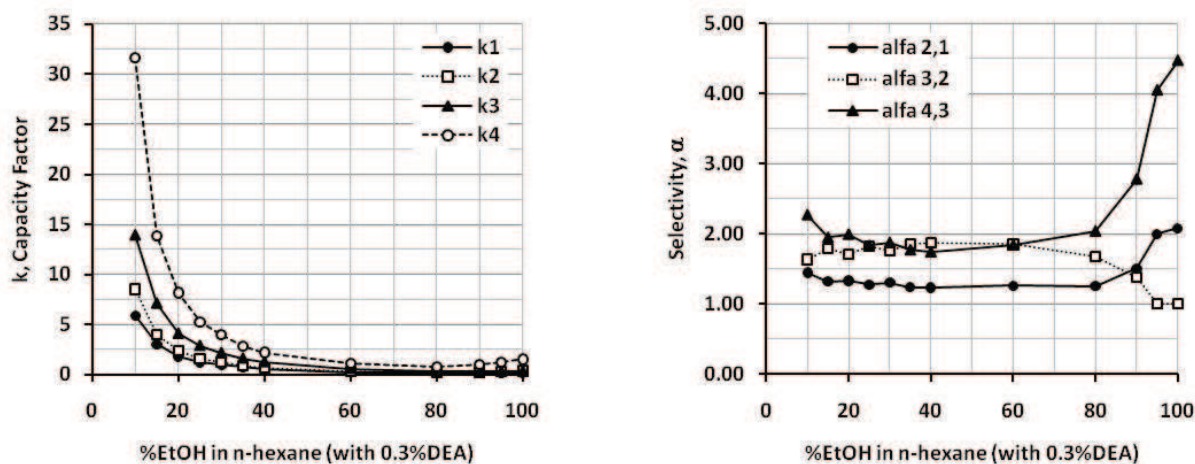 35
30
25
20
15
10
5
0
k, Capacity Factor
k1
k2
k3
k4
0 20 40 60 80 100
%EtOH in n-hexane (with 0.3%DEA)
5.00
4.00
3.00
2.00
1.00
0.00
Selectivity, α
alfa 2,1
alfa 3,2
alfa 4,3
0 20 40 60 80 100
%EtOH in n-hexane (with 0.3%DEA)